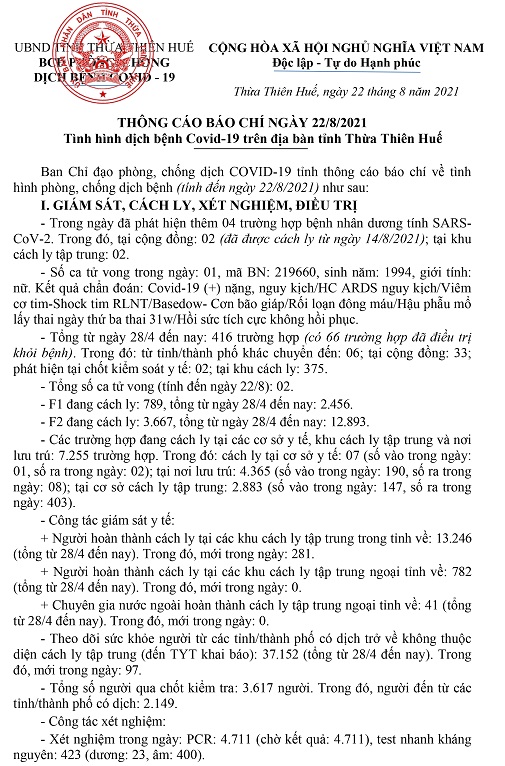 UBND TỈNH THỪA THIÊN HUẾ
BCĐ PHÒNG CHỐNG
DỊCH BỆNH COVID - 19
CỘNG HÒA XÃ HỘI NGHỦ NGHĨA VIỆT NAM
Độc lập - Tự do Hạnh phúc
Thừa Thiên Huế, ngày 22 tháng 8 năm 2021
THÔNG CÁO BÁO CHÍ NGÀY 22/8/2021
Tình hình dịch bệnh Covid-19 trên địa bàn tỉnh Thừa Thiên Huế
Ban Chỉ đạo phòng, chống dịch COVID-19 tỉnh thông cáo báo chí về tình
hình phòng, chống dịch bệnh (tính đến ngày 22/8/2021) như sau:
I. GIÁM SÁT, CÁCH LY, XÉT NGHIỆM, ĐIỀU TRỊ
- Trong ngày đã phát hiện thêm 04 trường hợp bệnh nhân dương tính SARS-
CoV-2. Trong đó, tại cộng đồng: 02 (đã được cách ly từ ngày 14/8/2021); tại khu
cách ly tập trung: 02.
- Số ca tử vong trong ngày: 01, mã BN: 219660, sinh năm: 1994, giới tính:
nữ. Kết quả chẩn đoán: Covid-19 (+) nặng, nguy kịch/HC ARDS nguy kịch/Viêm
cơ tim-Shock tim RLNT/Basedow- Cơn bão giáp/Rối loạn đông máu/Hậu phẫu mổ
lấy thai ngày thứ ba thai 31w/Hồi sức tích cực không hồi phục.
- Tổng từ ngày 28/4 đến nay: 416 trường hợp (có 66 trường hợp đã điều trị
khỏi bệnh). Trong đó: từ tỉnh/thành phố khác chuyển đến: 06; tại cộng đồng: 33;
phát hiện tại chốt kiểm soát y tế: 02; tại khu cách ly: 375.
- Tổng số ca tử vong (tính đến ngày 22/8): 02.
- F1 đang cách ly: 789, tổng từ ngày 28/4 đến nay: 2.456.
- F2 đang cách ly: 3.667, tổng từ ngày 28/4 đến nay: 12.893.
- Các trường hợp đang cách ly tại các cơ sở y tế, khu cách ly tập trung và nơi
lưu trú: 7.255 trường hợp. Trong đó: cách ly tại cơ sở y tế: 07 (số vào trong ngày:
01, số ra trong ngày: 02); tại nơi lưu trú: 4.365 (số vào trong ngày: 190, số ra trong
ngày: 08); tại cơ sở cách ly tập trung: 2.883 (số vào trong ngày: 147, số ra trong
ngày: 403).
- Công tác giám sát y tế:
+ Người hoàn thành cách ly tại các khu cách ly tập trung trong tỉnh về: 13.246
(tổng từ 28/4 đến nay). Trong đó, mới trong ngày: 281.
+ Người hoàn thành cách ly tại các khu cách ly tập trung ngoại tỉnh về: 782
(tổng từ 28/4 đến nay). Trong đó, mới trong ngày: 0.
+ Chuyên gia nước ngoài hoàn thành cách ly tập trung ngoại tỉnh về: 41 (tổng
từ 28/4 đến nay). Trong đó, mới trong ngày: 0.
- Theo dõi sức khỏe người từ các tỉnh/thành phố có dịch trở về không thuộc
diện cách ly tập trung (đến TYT khai báo): 37.152 (tổng từ 28/4 đến nay). Trong
đó, mới trong ngày: 97.
- Tổng số người qua chốt kiểm tra: 3.617 người. Trong đó, người đến từ các
tỉnh/thành phố có dịch: 2.149.
- Công tác xét nghiệm:
- Xét nghiệm trong ngày: PCR: 4.711 (chờ kết quả: 4.711), test nhanh kháng
nguyên: 423 (dương: 23, âm: 400).